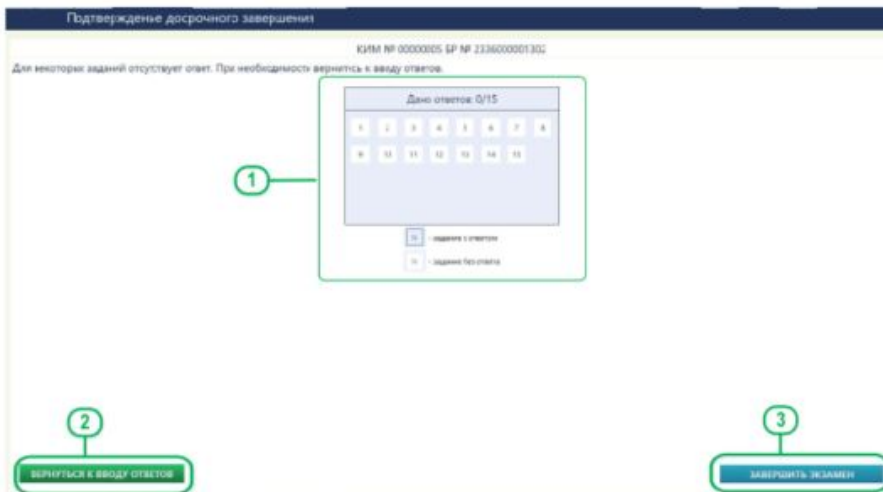 Подтверждение досрочного завершения
КИМ № 00000005 БР № 2336000001302
Для некоторых заданий отсутствует ответ. При необходимости вернитесь к вводу ответов.
Дано ответов: 0/15
1 2 3 4 5 6 7 8
9 10 11 12 13 14 15
1
N - задание с ответом
N - задание без ответа
2
3
ВЕРНУТЬСЯ К ВВОДУ ОТВЕТОВ
ЗАВЕРШИТЬ ЭКЗАМЕН